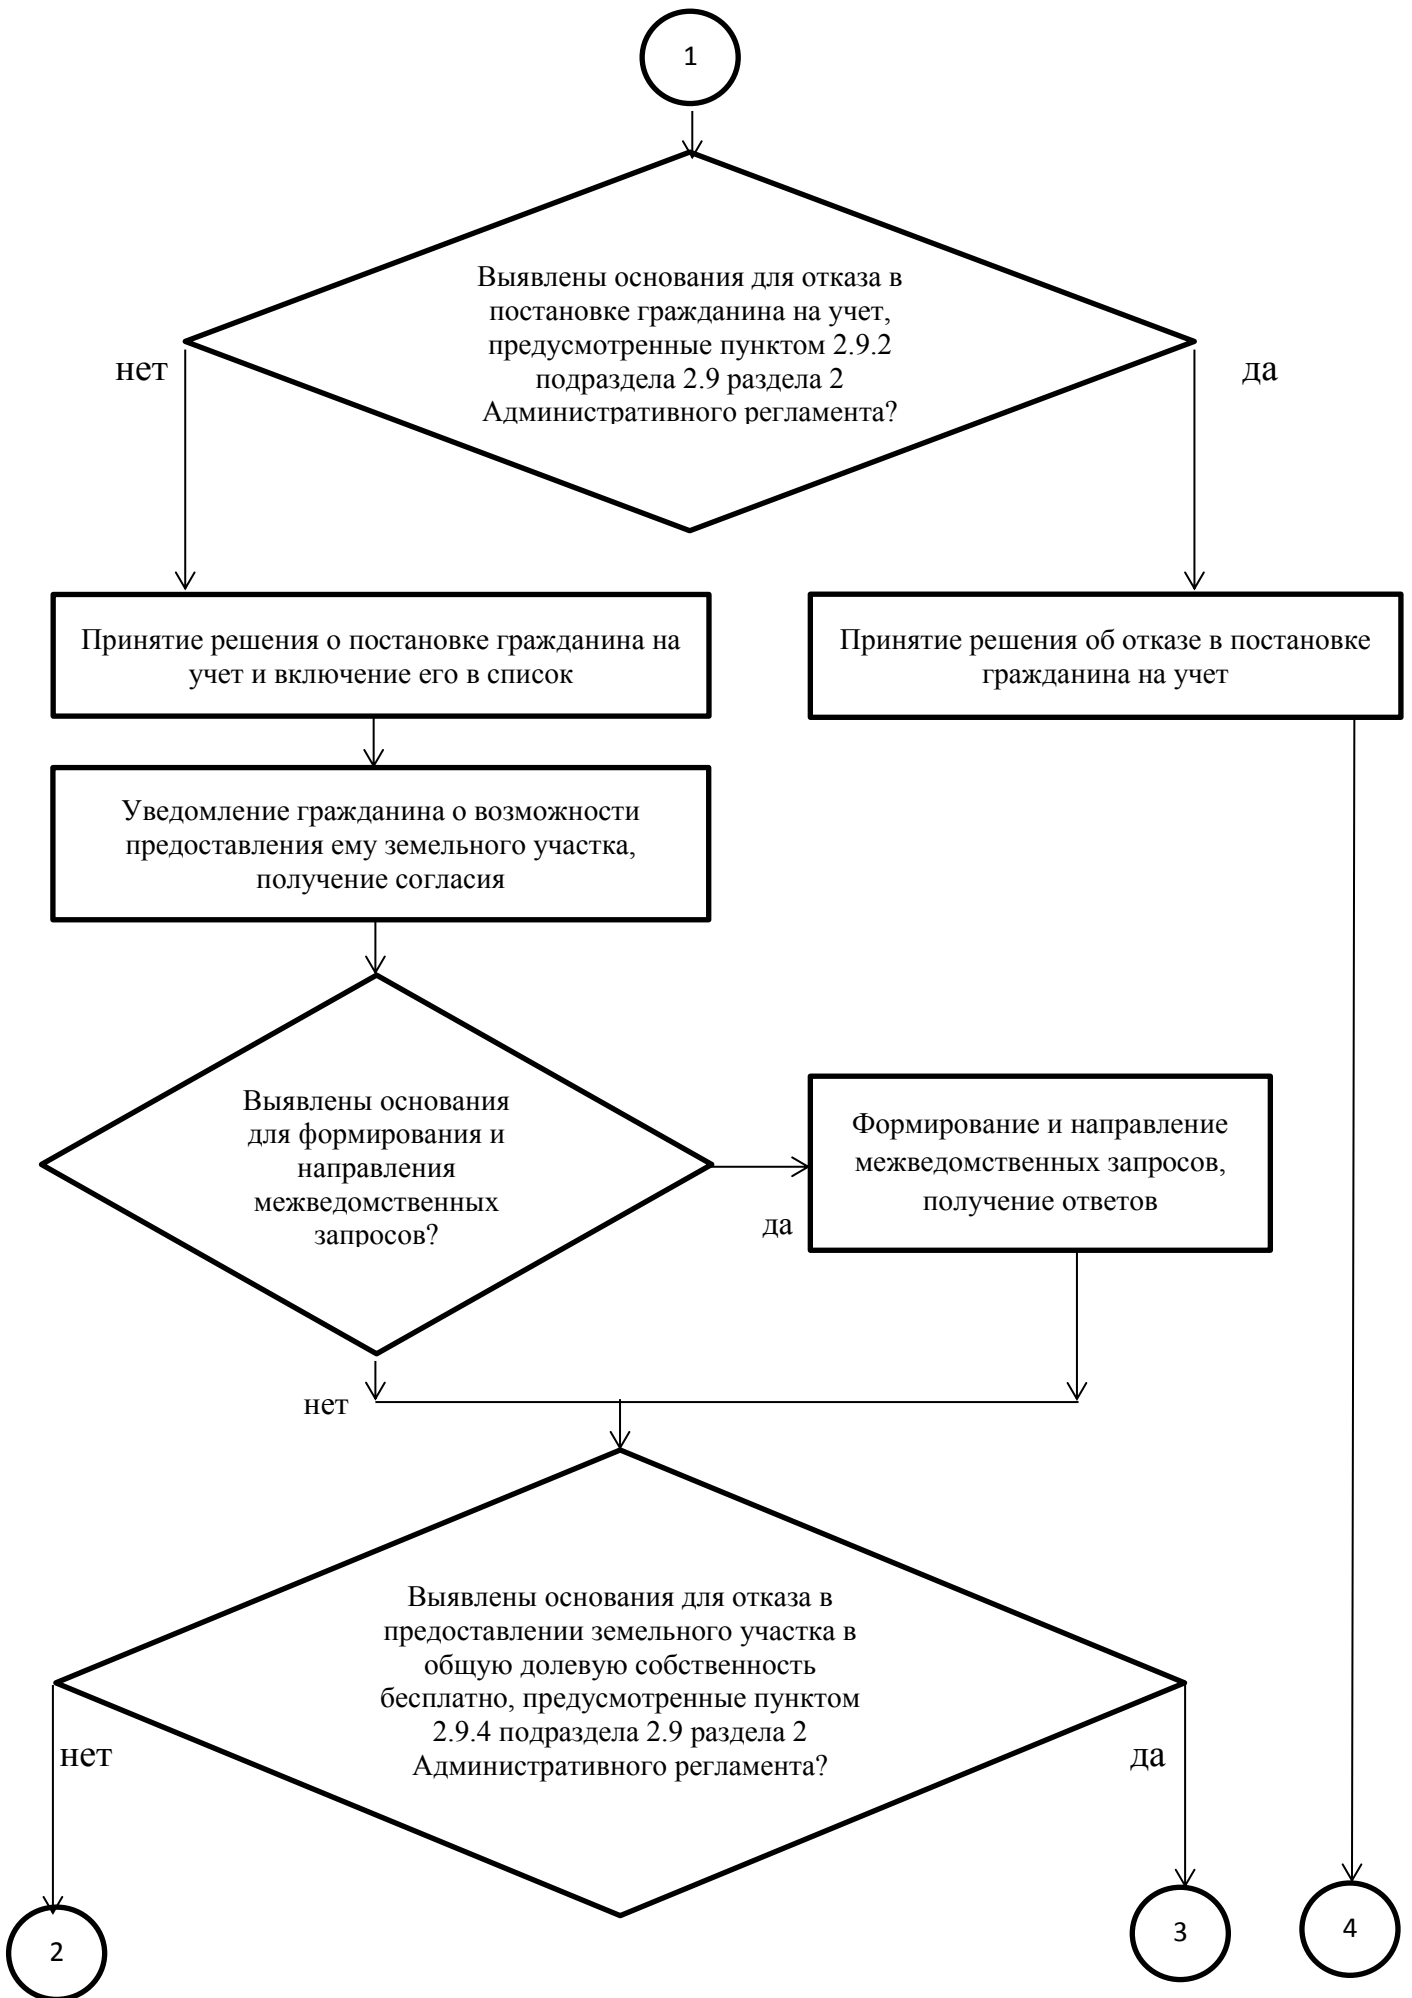 1
Выявлены основания для отказа в
постановке гражданина на учет,
предусмотренные пунктом 2.9.2
подраздела 2.9 раздела 2
Административного регламента?
нет
да
Принятие решения о постановке гражданина на
учет и включение его в список
Принятие решения об отказе в постановке
гражданина на учет
Уведомление гражданина о возможности
предоставления ему земельного участка,
получение согласия
Выявлены основания
для формирования и
направления
межведомственных
запросов?
да
Формирование и направление
межведомственных запросов,
получение ответов
нет
Выявлены основания для отказа в
предоставлении земельного участка в
общую долевую собственность
бесплатно, предусмотренные пунктом
2.9.4 подраздела 2.9 раздела 2
Административного регламента?
нет
да
2
3
4